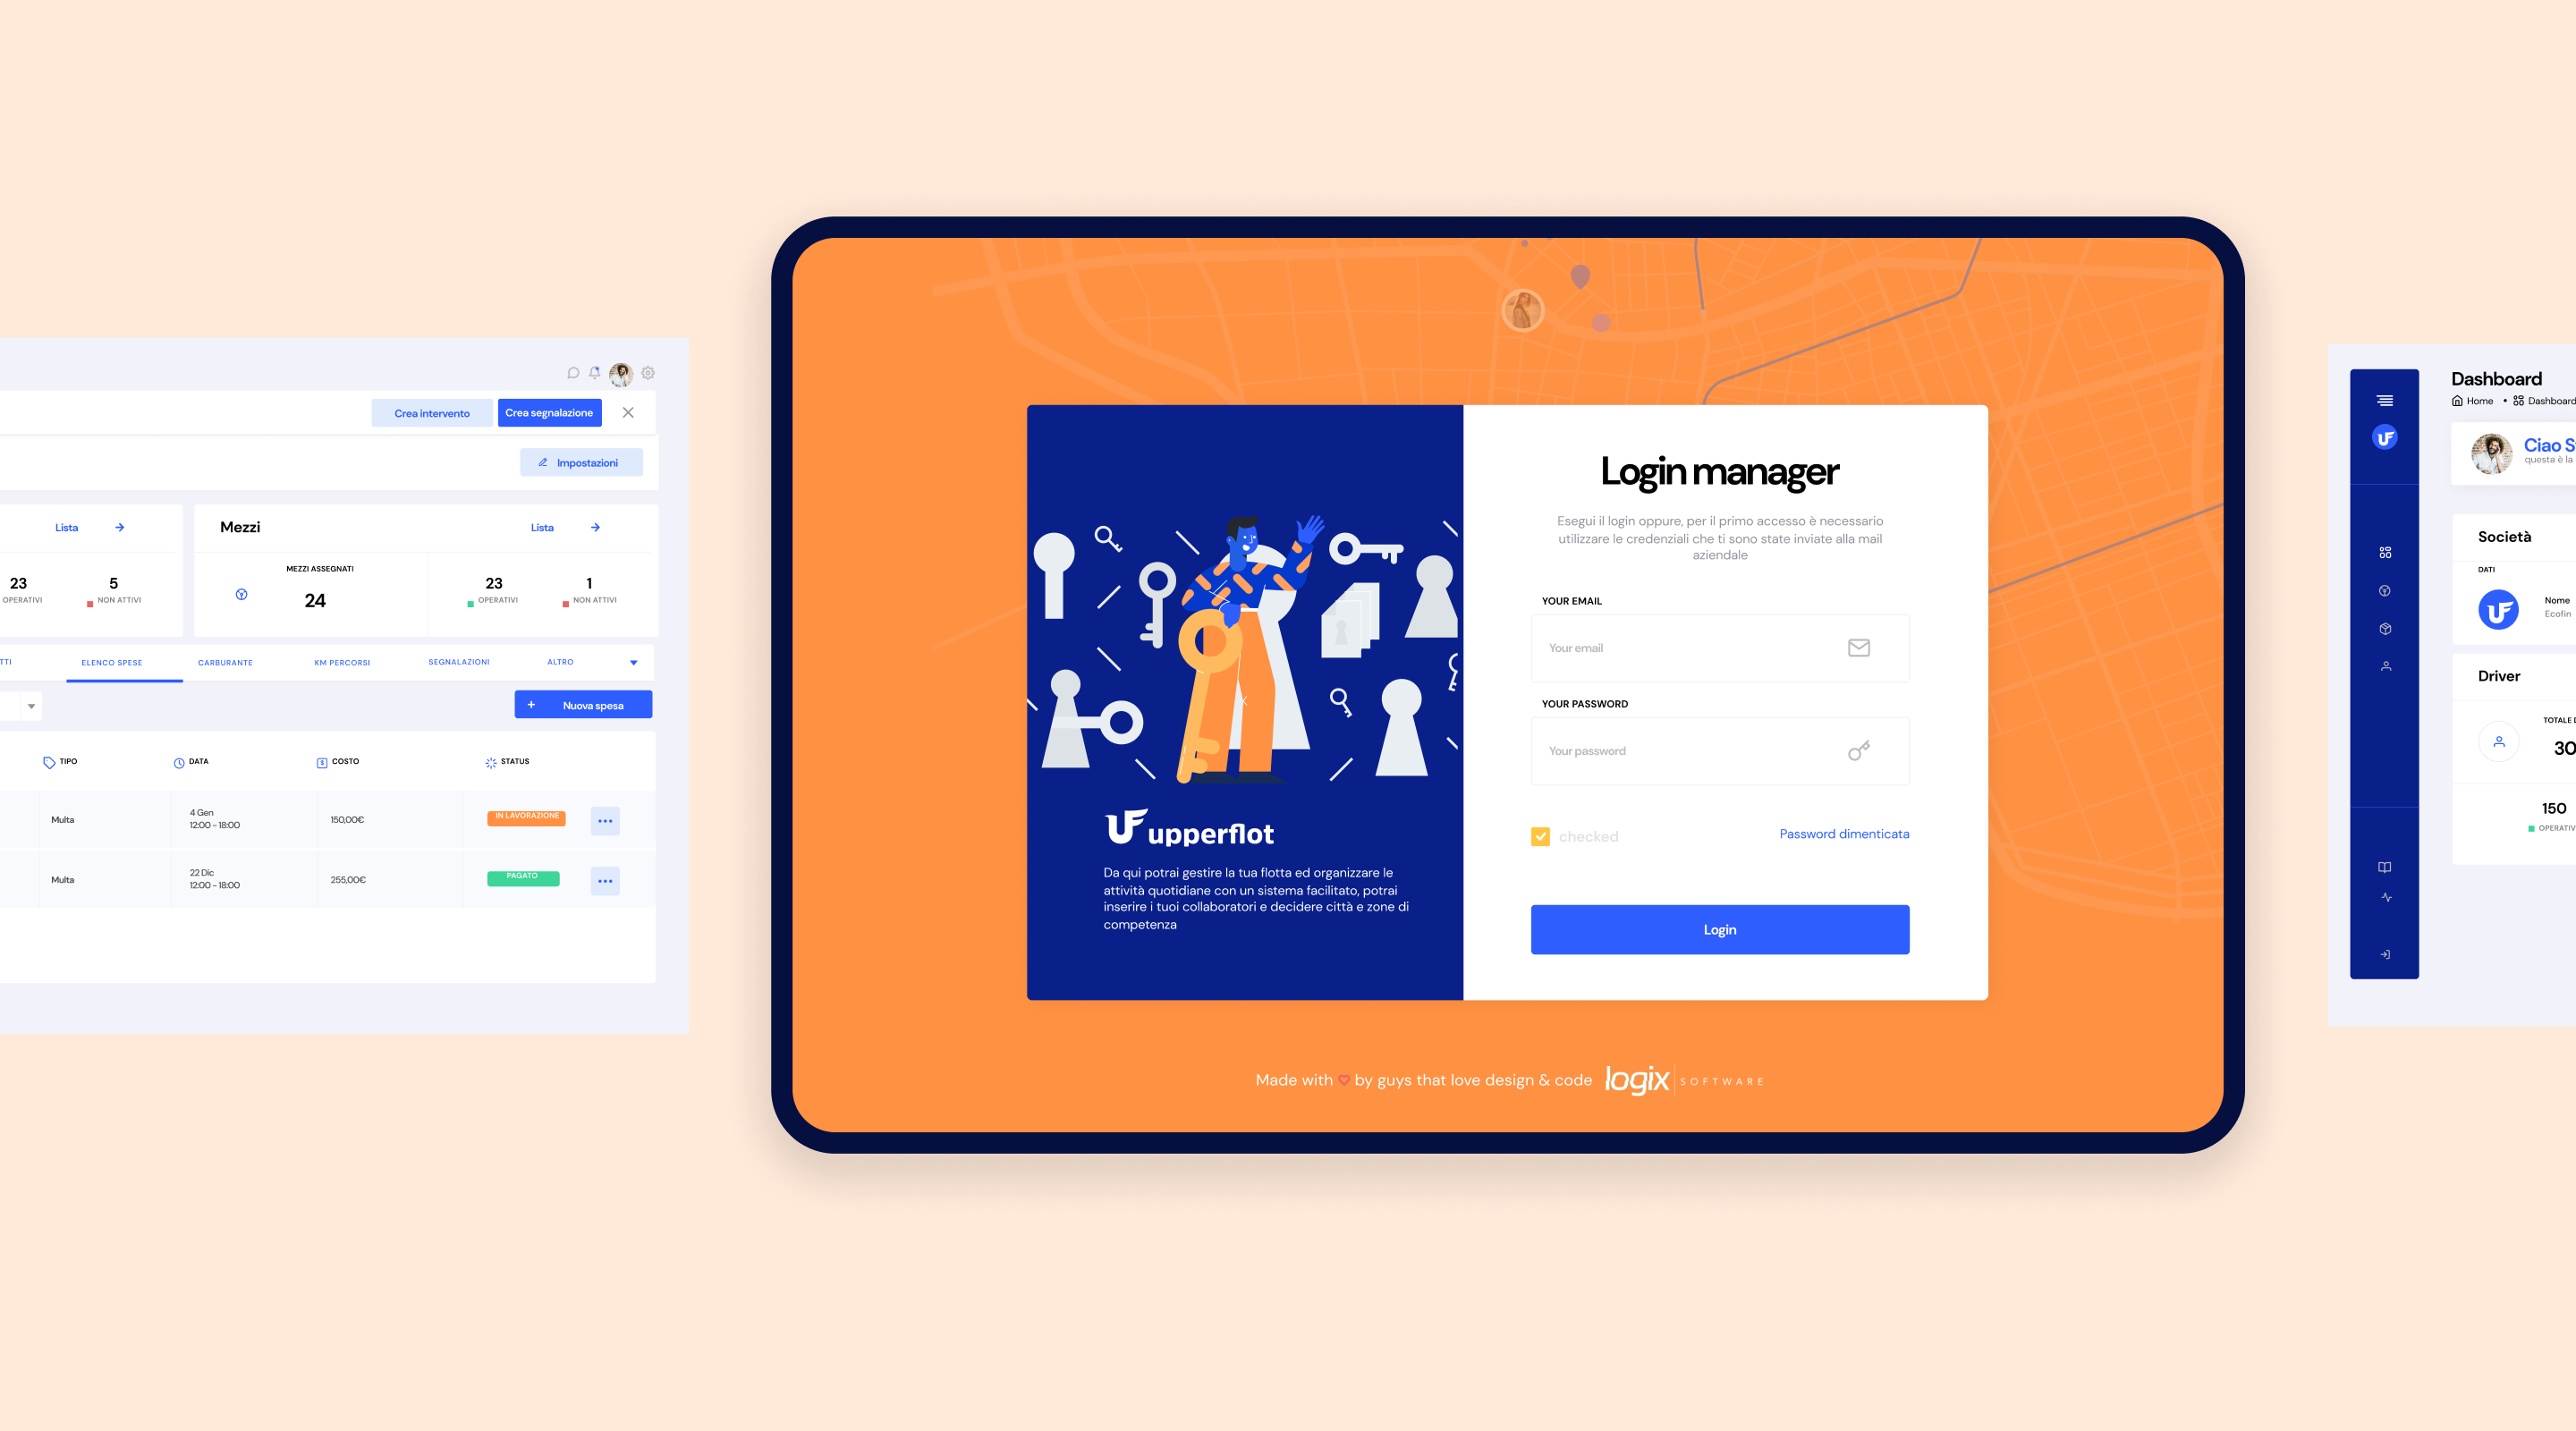 Crea intervento
Crea segnalazione
Impostazioni
Lista
23
OPERATIVI
5
NON ATTIVI
Mezzi
Lista
MEZZI ASSEGNATI
24
23
OPERATIVI
1
NON ATTIVI
TTI
ELENCO SPESE
CARBURANTE
KM PERCORSI
SEGNALAZIONI
ALTRO
+ Nuova spesa
TIPO
DATA
COSTO
STATUS
Multa
4 Gen
12:00 - 18:00
150,00€
IN LAVORAZIONE
Multa
22 Dic
12:00 - 18:00
255,00€
PAGATO
upperflot
Da qui potrai gestire la tua flotta ed organizzare le
attività quotidiane con un sistema facilitato, potrai
inserire i tuoi collaboratori e decidere città e zone di
competenza
Login manager
Esegui il login oppure, per il primo accesso è necessario
utilizzare le credenziali che ti sono state inviate alla mail
aziendale
YOUR EMAIL
Your email
YOUR PASSWORD
Your password
checked
Password dimenticata
Login
Made with ♡ by guys that love design & code
logix SOFTWARE
Dashboard
Home • Dashboard
Ciao S
questa è la
Società
DATI
Nome
Ecofin
Driver
TOTALE D
30
150
OPERATIV